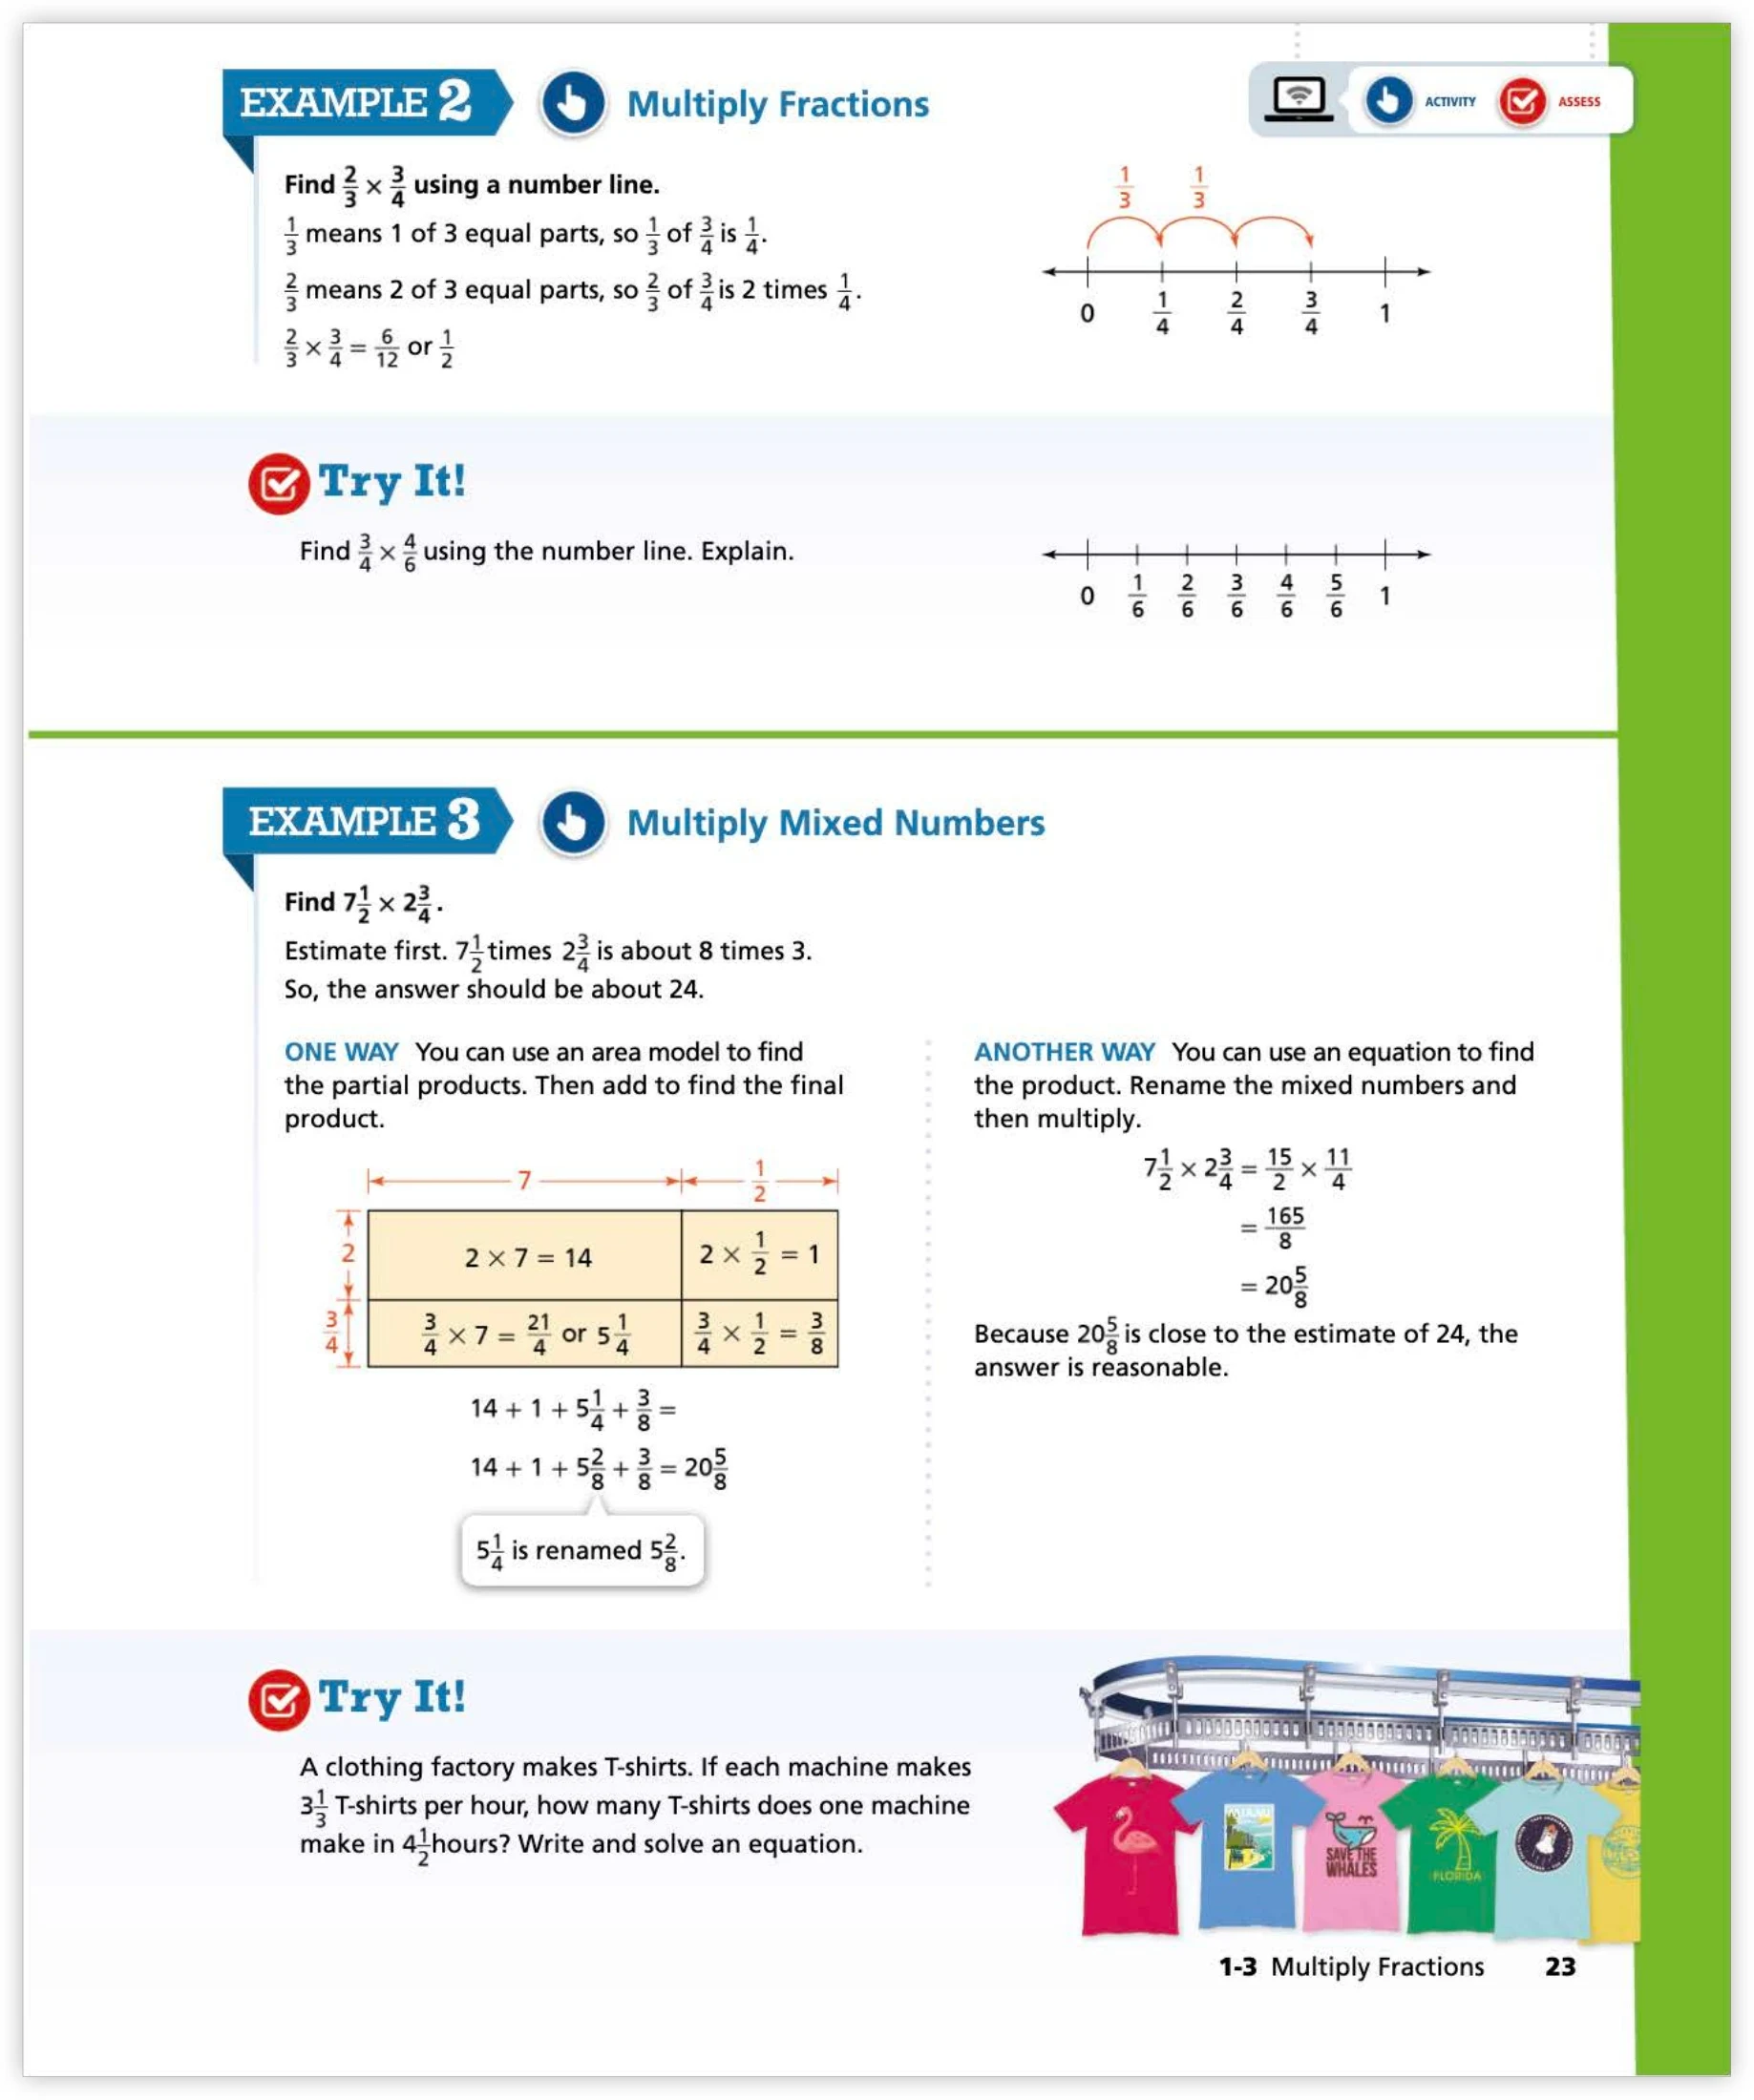 EXAMPLE 2 Multiply Fractions
ACTIVITY ASSESS
Find 2/3 × 3/4 using a number line.
1/3 means 1 of 3 equal parts, so 1/3 of 3/4 is 1/4.
2/3 means 2 of 3 equal parts, so 2/3 of 3/4 is 2 times 1/4.
2/3 × 3/4 = 6/12 or 1/2
1/3 1/3
0 1/4 2/4 3/4 1
Try It!
Find 3/4 × 4/6 using the number line. Explain.
0 1/6 2/6 3/6 4/6 5/6 1
EXAMPLE 3 Multiply Mixed Numbers
Find 7 1/2 × 2 3/4.
Estimate first. 7 1/2 times 2 3/4 is about 8 times 3.
So, the answer should be about 24.
ONE WAY You can use an area model to find
the partial products. Then add to find the final
product.
7 1/2
2
2 × 7 = 14
2 × 1/2 = 1
3/4
3/4 × 7 = 21/4 or 5 1/4
3/4 × 1/2 = 3/8
14 + 1 + 5 1/4 + 3/8 =
14 + 1 + 5 2/8 + 3/8 = 20 5/8
5 1/4 is renamed 5 2/8.
ANOTHER WAY You can use an equation to find
the product. Rename the mixed numbers and
then multiply.
7 1/2 × 2 3/4 = 15/2 × 11/4
= 165/8
= 20 5/8
Because 20 5/8 is close to the estimate of 24, the
answer is reasonable.
Try It!
A clothing factory makes T-shirts. If each machine makes
3 1/3 T-shirts per hour, how many T-shirts does one machine
make in 4 1/2 hours? Write and solve an equation.
MIAMI
SAVE THE
WHALES
FLORIDA
1-3 Multiply Fractions 23